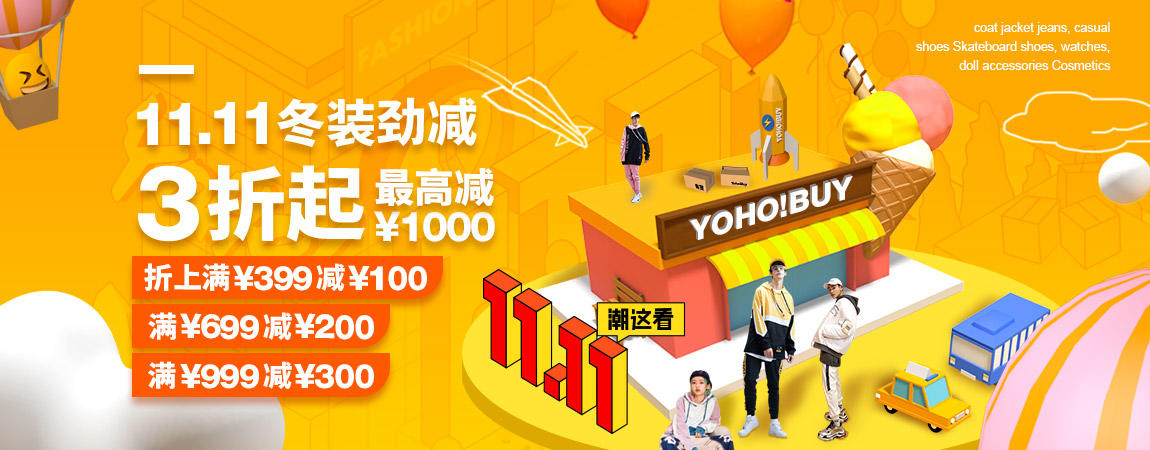 11.11冬装劲减
3折起
最高减
¥1000
折上满¥399减¥100
满¥699减¥200
满¥999减¥300
coat jacket jeans, casual
shoes Skateboard shoes, watches,
doll accessories Cosmetics
FASHION
YOHO!BUY
YOHO!BUY
11.11
潮这看